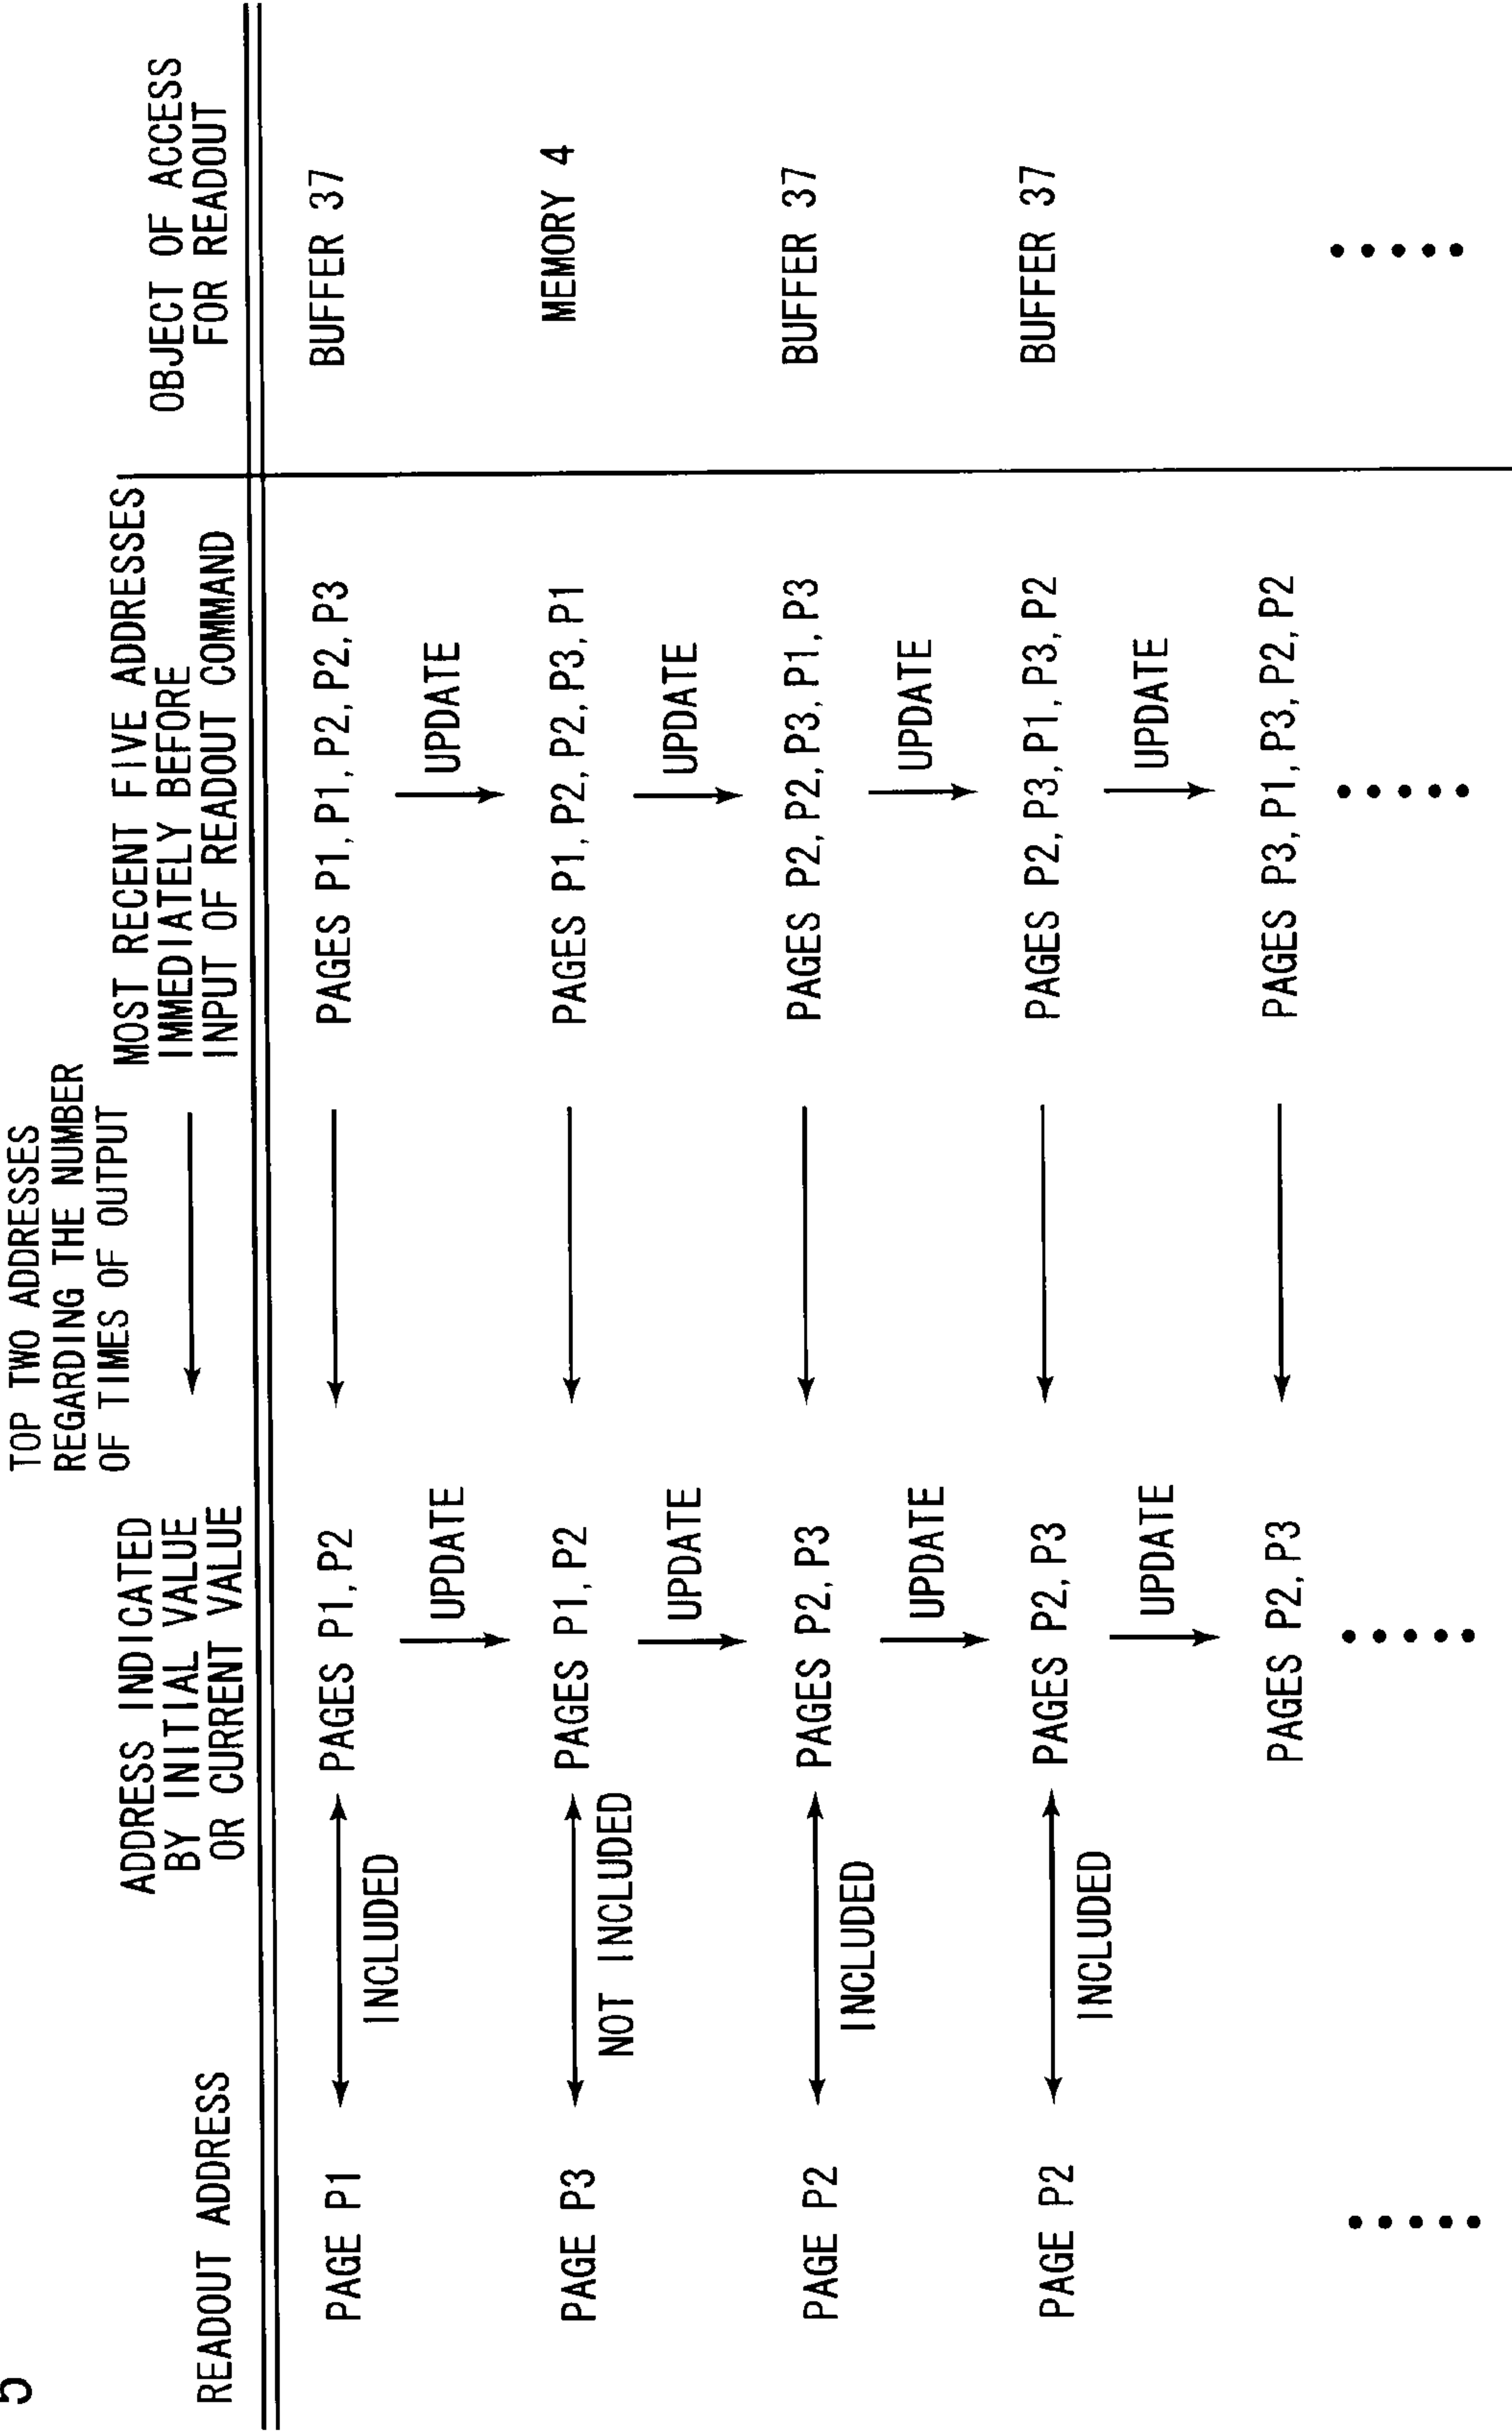 5
TOP TWO ADDRESSES
REGARDING THE NUMBER
OF TIMES OF OUTPUT
READOUT ADDRESS
ADDRESS INDICATED
BY INITIAL VALUE
OR CURRENT VALUE
MOST RECENT FIVE ADDRESSES
IMMEDIATELY BEFORE
INPUT OF READOUT COMMAND
OBJECT OF ACCESS
FOR READOUT
PAGE P1
INCLUDED
PAGES P1, P2
PAGES P1, P1, P2, P2, P3
BUFFER 37
UPDATE
UPDATE
PAGE P3
NOT INCLUDED
PAGES P1, P2
PAGES P1, P2, P2, P3, P1
MEMORY 4
UPDATE
UPDATE
PAGE P2
INCLUDED
PAGES P2, P3
PAGES P2, P2, P3, P1, P3
BUFFER 37
UPDATE
UPDATE
PAGE P2
INCLUDED
PAGES P2, P3
PAGES P2, P3, P1, P3, P2
BUFFER 37
UPDATE
UPDATE
PAGES P2, P3
PAGES P3, P1, P3, P2, P2